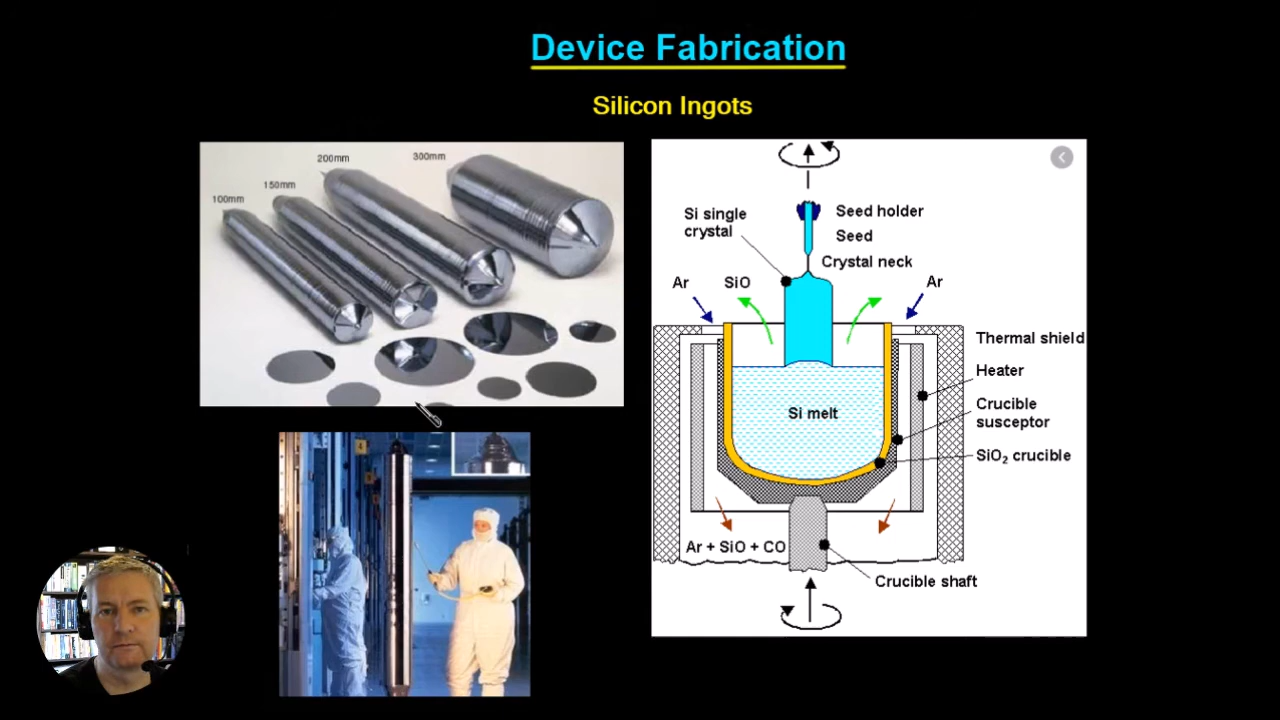 Device Fabrication
Silicon Ingots
100mm
150mm
200mm
300mm
Si single
crystal
Seed holder
Seed
Crystal neck
Ar
SiO
Ar
Thermal shield
Heater
Crucible
susceptor
SiO₂ crucible
Si melt
Ar + SiO + CO
Crucible shaft